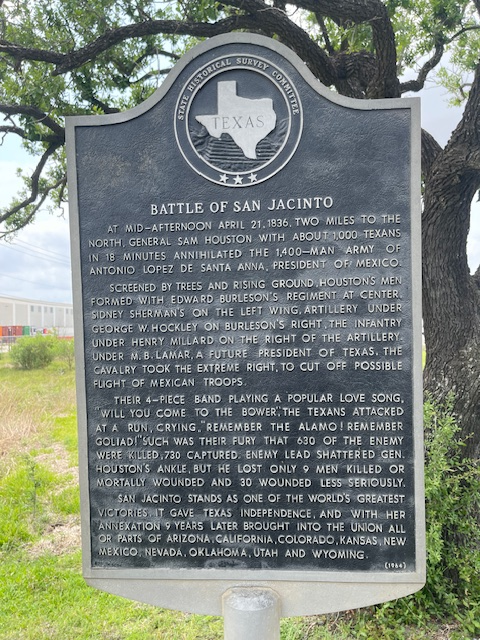 STATE HISTORICAL SURVEY COMMITTEE
TEXAS
BATTLE OF SAN JACINTO
AT MID-AFTERNOON APRIL 21, 1836, TWO MILES TO THE
NORTH, GENERAL SAM HOUSTON WITH ABOUT 1,000 TEXANS
IN 18 MINUTES ANNIHILATED THE 1,400-MAN ARMY OF
ANTONIO LOPEZ DE SANTA ANNA, PRESIDENT OF MEXICO.
SCREENED BY TREES AND RISING GROUND, HOUSTON'S MEN
FORMED WITH EDWARD BURLESON'S REGIMENT AT CENTER,
SIDNEY SHERMAN'S ON THE LEFT WING, ARTILLERY UNDER
GEORGE W. HOCKLEY ON BURLESON'S RIGHT, THE INFANTRY
UNDER HENRY MILLARD ON THE RIGHT OF THE ARTILLERY.
UNDER M. B. LAMAR, A FUTURE PRESIDENT OF TEXAS, THE
CAVALRY TOOK THE EXTREME RIGHT, TO CUT OFF POSSIBLE
FLIGHT OF MEXICAN TROOPS.
THEIR 4-PIECE BAND PLAYING A POPULAR LOVE SONG,
"WILL YOU COME TO THE BOWER", THE TEXANS ATTACKED
AT A RUN, CRYING, "REMEMBER THE ALAMO! REMEMBER
GOLIAD!" SUCH WAS THEIR FURY THAT 630 OF THE ENEMY
WERE KILLED, 730 CAPTURED. ENEMY LEAD SHATTERED GEN.
HOUSTON'S ANKLE, BUT HE LOST ONLY 9 MEN KILLED OR
MORTALLY WOUNDED AND 30 WOUNDED LESS SERIOUSLY.
SAN JACINTO STANDS AS ONE OF THE WORLD'S GREATEST
VICTORIES. IT GAVE TEXAS INDEPENDENCE, AND WITH HER
ANNEXATION 9 YEARS LATER BROUGHT INTO THE UNION ALL
OR PARTS OF ARIZONA, CALIFORNIA, COLORADO, KANSAS, NEW
MEXICO, NEVADA, OKLAHOMA, UTAH AND WYOMING.
(1964)